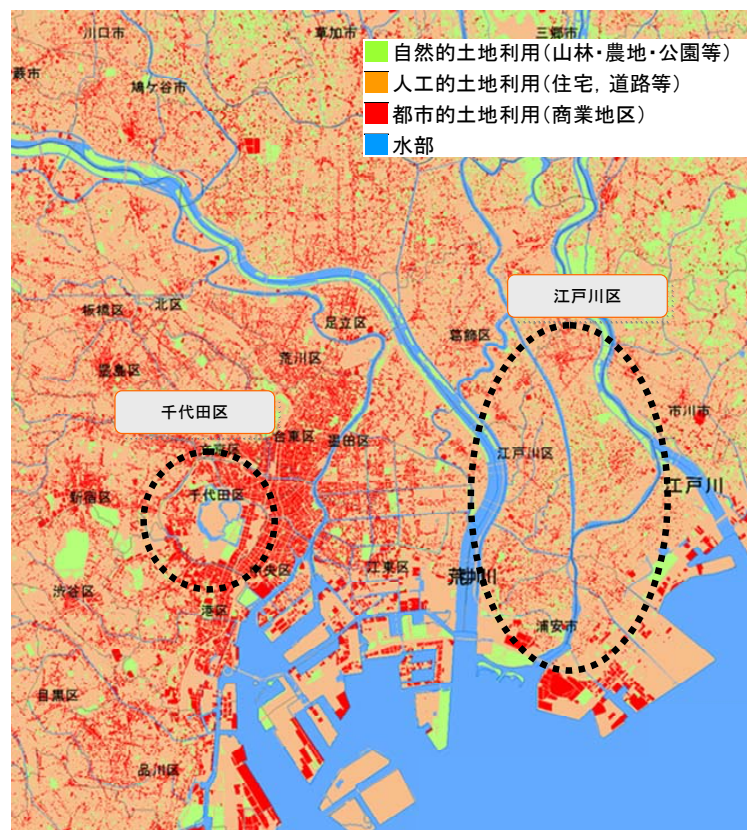 川口市
草加市
三郷市
蕨市
鳩ケ谷市
自然的土地利用(山林・農地・公園等)
人工的土地利用(住宅, 道路等)
都市的土地利用(商業地区)
水部
江戸川区
板橋区
北区
足立区
葛飾区
荒川区
豊島区
千代田区
市川市
台東区
墨田区
文京区
江戸川区
江戸川
新宿区
千代田区
中央区
江東区
荒川
渋谷区
港区
浦安市
目黒区
品川区